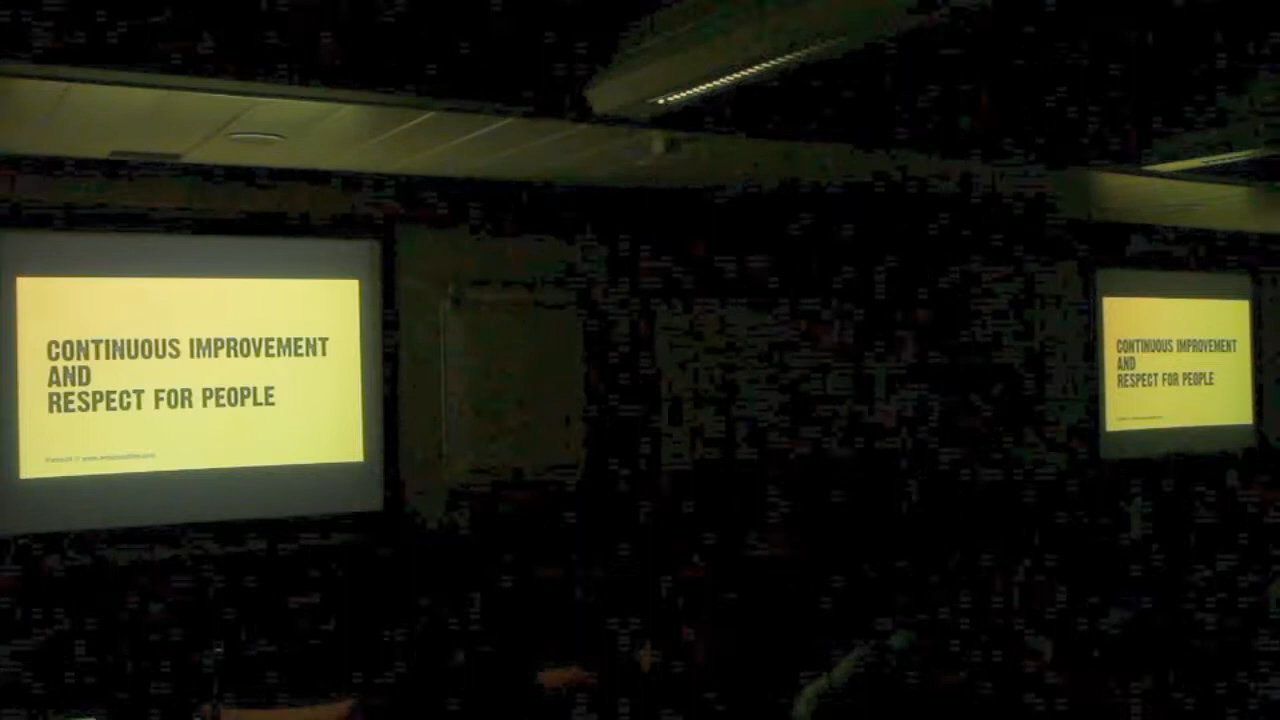 CONTINUOUS IMPROVEMENT
AND
RESPECT FOR PEOPLE
CONTINUOUS IMPROVEMENT
AND
RESPECT FOR PEOPLE